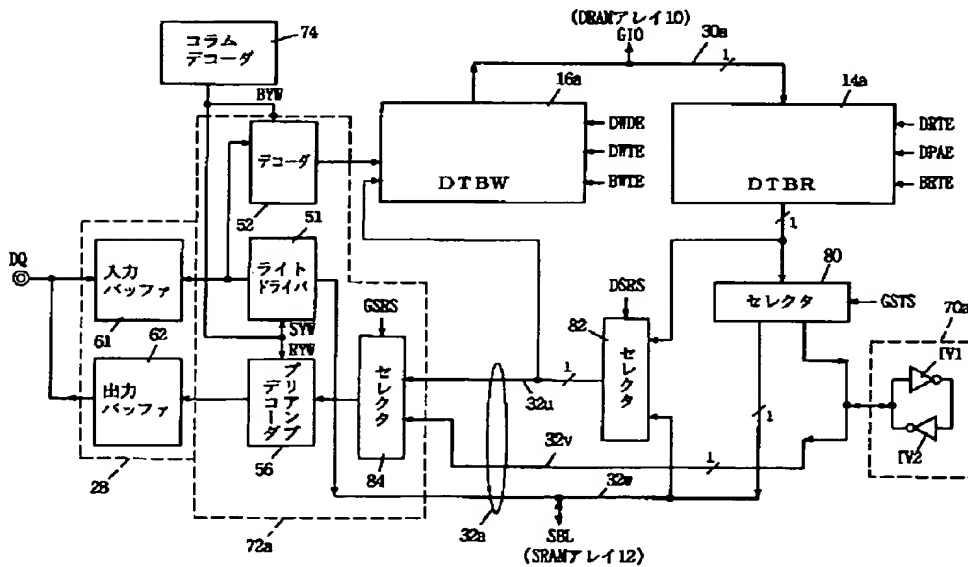 (DRAMアレイ10)
GIO
30a
1
コラム
デコーダ
74
BYW
16a
14a
DWDE
DWTE
BWTE
DTBW
DRTE
DPAE
BRTE
DTBR
デコーダ
52
51
DQ
入力
バッファ
61
ライト
ドライバ
SYW
RYW
GSRS
DSRS
1
80
セレクタ
GSTS
70a
IV1
IV2
62
出力
バッファ
プリアンプ
デコーダ
56
セレクタ
84
82
セレクタ
1
32u
32v
1
1
32w
28
72a
32a
SBL
(SRAMアレイ12)